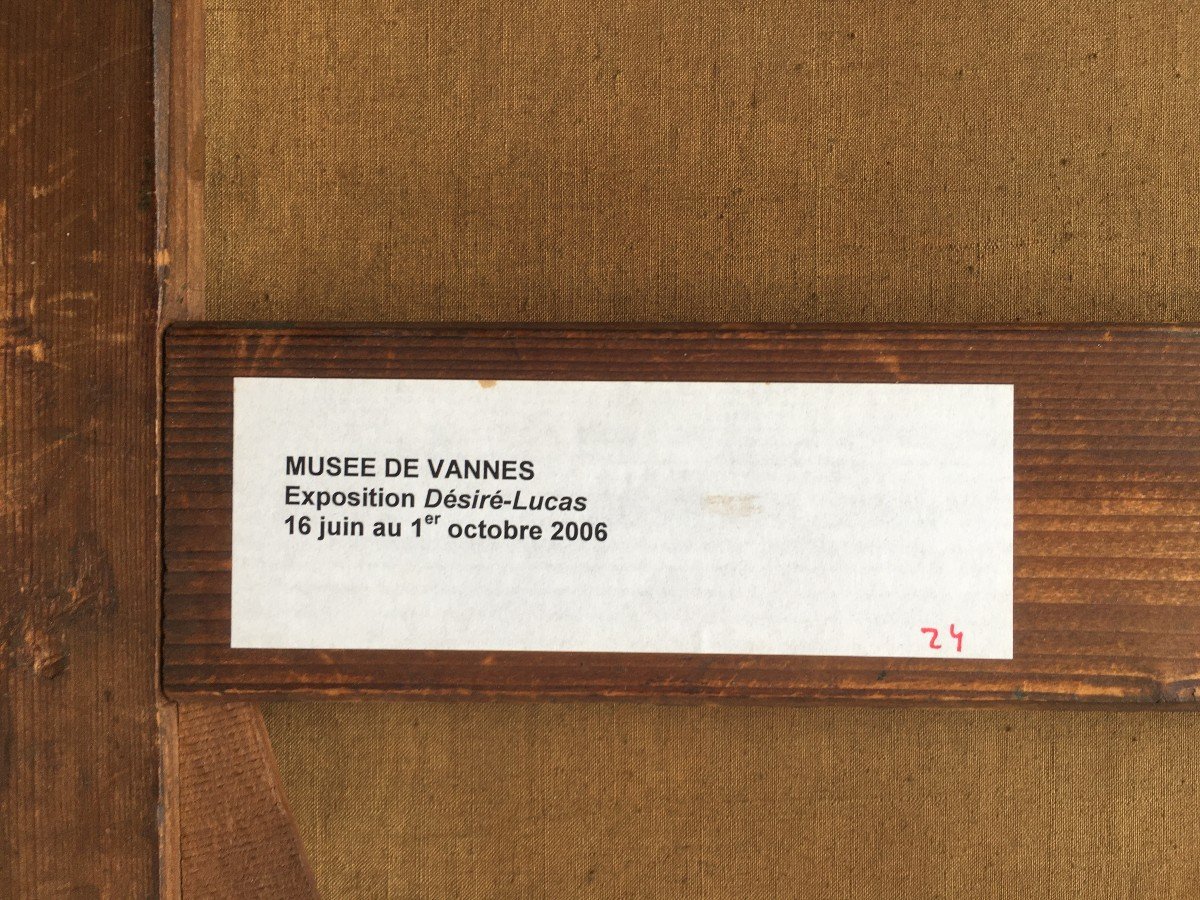 MUSEE DE VANNES
Exposition Désiré-Lucas
16 juin au 1er octobre 2006
24